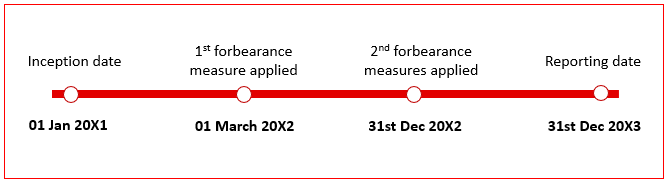 Inception date
1st forbearance
measure applied
2nd forbearance
measures applied
Reporting date
01 Jan 20X1
01 March 20X2
31st Dec 20X2
31st Dec 20X3